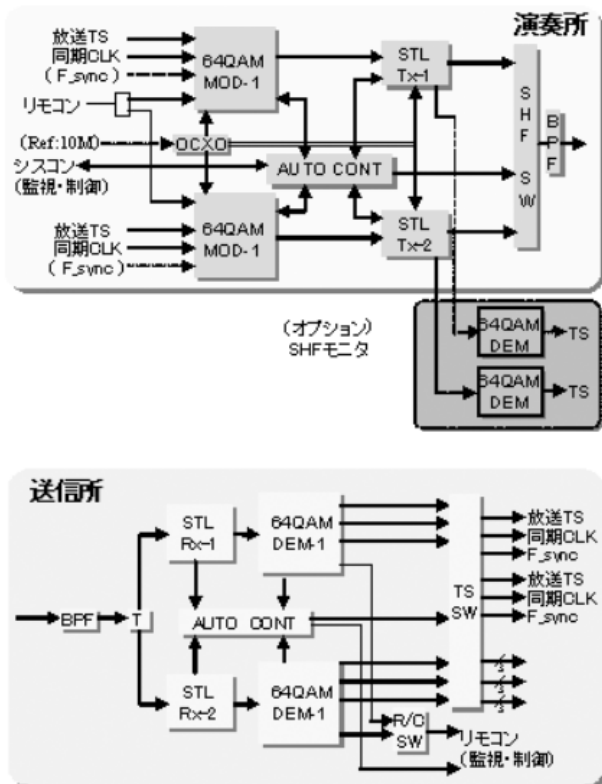 演奏所
放送TS
同期CLK
( F_sync)
64QAM
MOD-1
STL
Tx-1
SHF SW
BPF
リモコン
(Ref:10M)
OCXO
シスコン
(監視・制御)
AUTO CONT
放送TS
同期CLK
( F_sync)
64QAM
MOD-1
STL
Tx-2
(オプション)
SHFモニタ
64QAM
DEM
TS
64QAM
DEM
TS
送信所
STL
Rx-1
64QAM
DEM-1
放送TS
同期CLK
F_sync
放送TS
同期CLK
F_sync
TS
SW
BPF
T
AUTO CONT
STL
Rx-2
64QAM
DEM-1
R/C
SW
リモコン
(監視・制御)